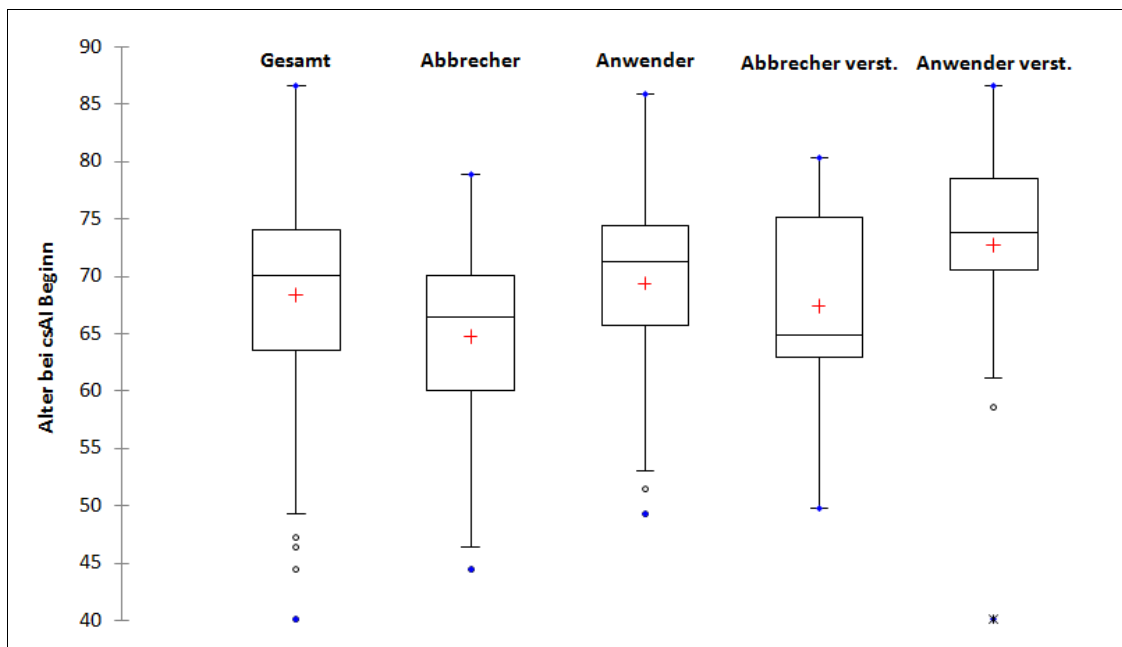 Gesamt
Abbrecher
Anwender
Abbrecher verst.
Anwender verst.
Alter bei csAI Beginn
90
85
80
75
70
65
60
55
50
45
40